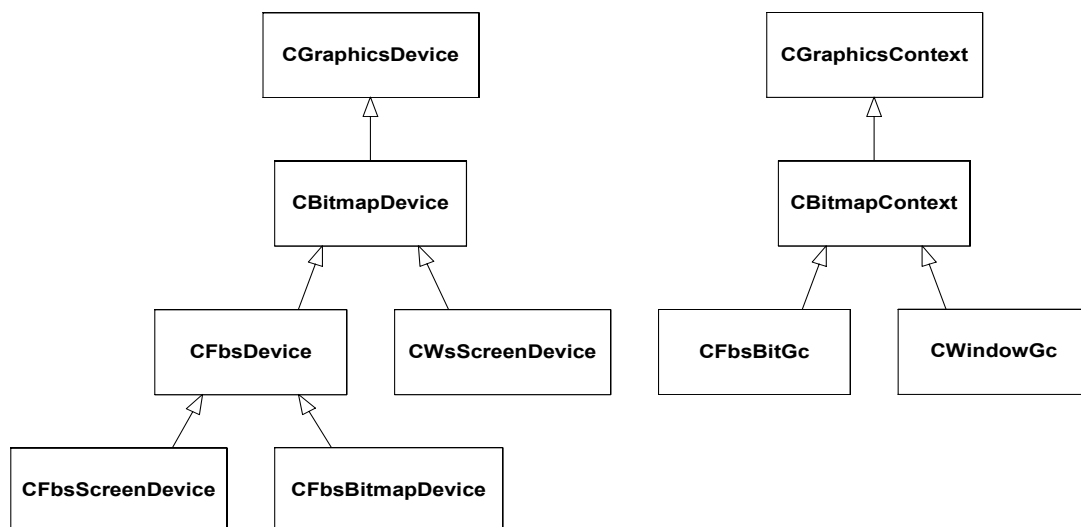 CGraphicsDevice
CGraphicsContext
CBitmapDevice
CBitmapContext
CFbsDevice
CWsScreenDevice
CFbsBitGc
CWindowGc
CFbsScreenDevice
CFbsBitmapDevice